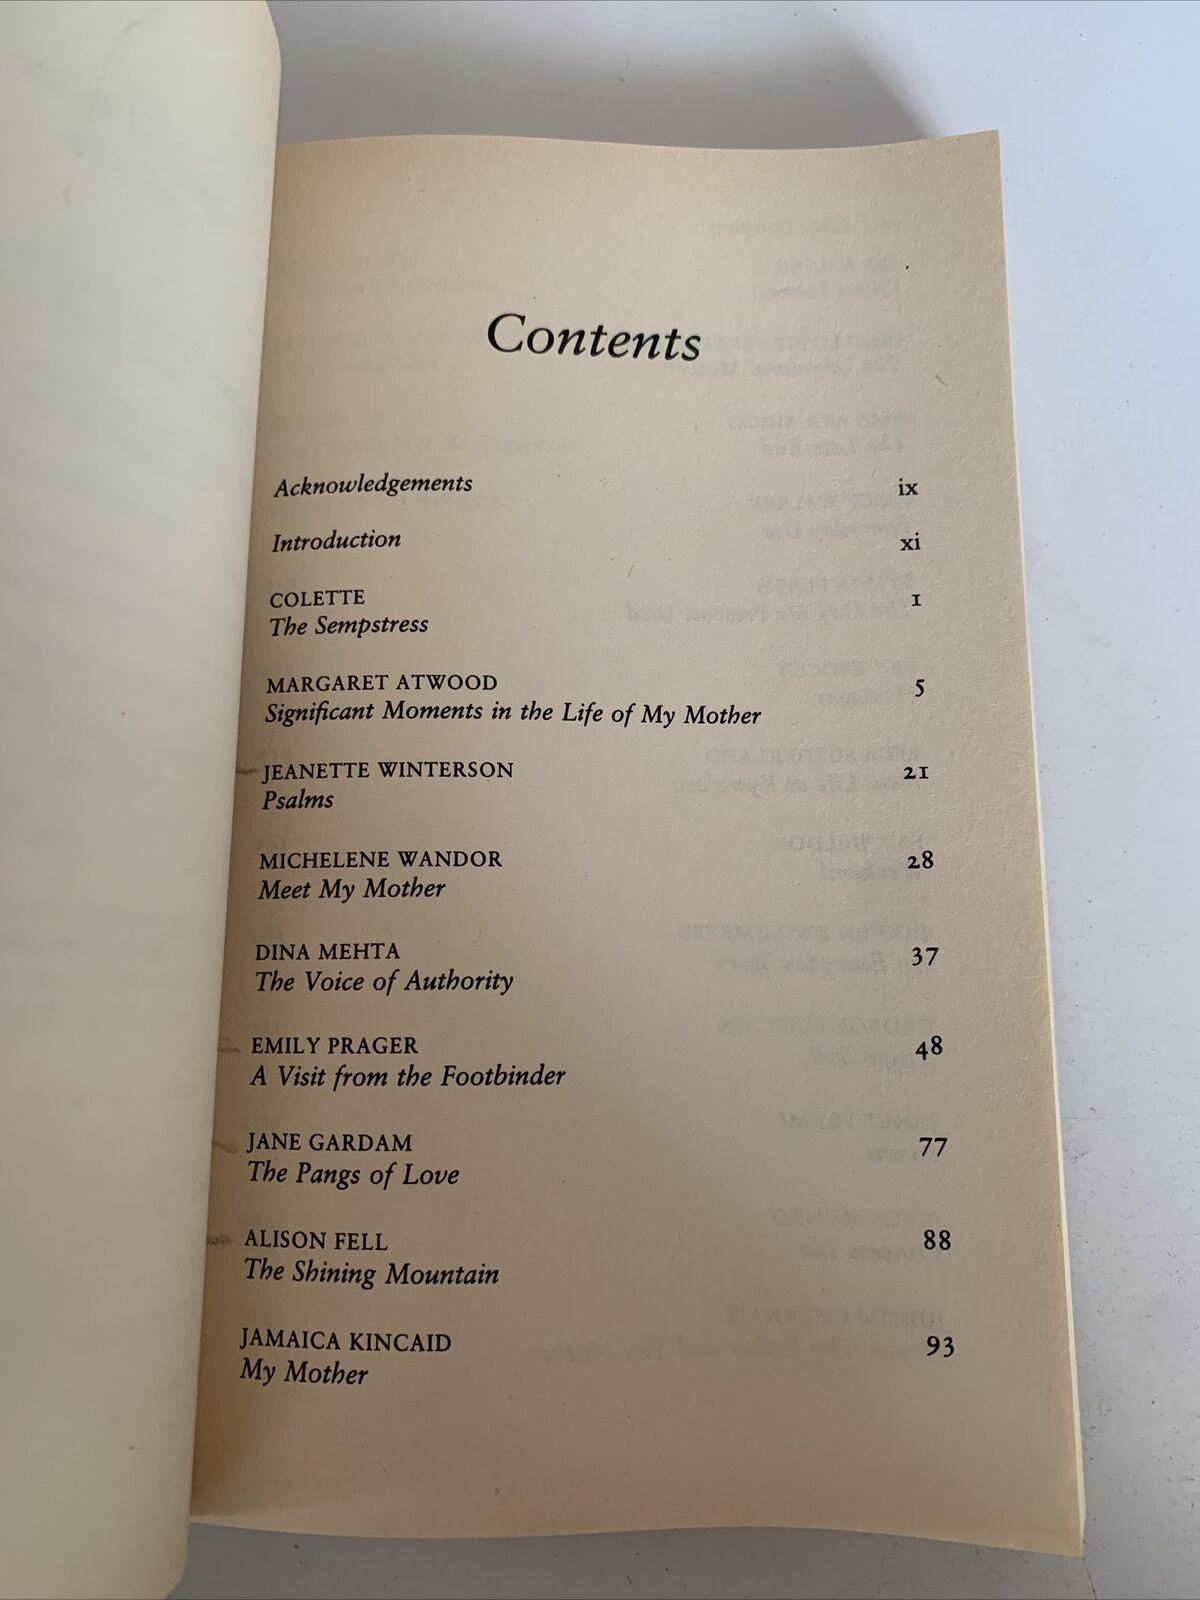 Contents
Acknowledgements ix
Introduction xi
COLETTE 1
The Sempstress
MARGARET ATWOOD 5
Significant Moments in the Life of My Mother
JEANETTE WINTERSON 21
Psalms
MICHELENE WANDOR 28
Meet My Mother
DINA MEHTA 37
The Voice of Authority
EMILY PRAGER 48
A Visit from the Footbinder
JANE GARDAM 77
The Pangs of Love
ALISON FELL 88
The Shining Mountain
JAMAICA KINCAID 93
My Mother